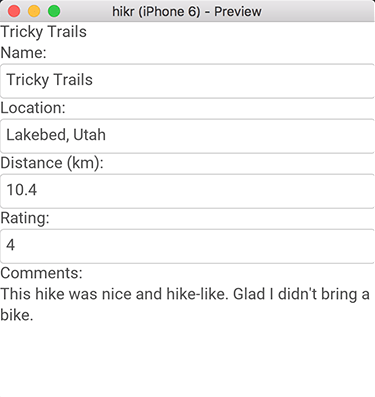 hikr (iPhone 6) - Preview
Tricky Trails
Name:
Tricky Trails
Location:
Lakebed, Utah
Distance (km):
10.4
Rating:
4
Comments:
This hike was nice and hike-like. Glad I didn't bring a
bike.